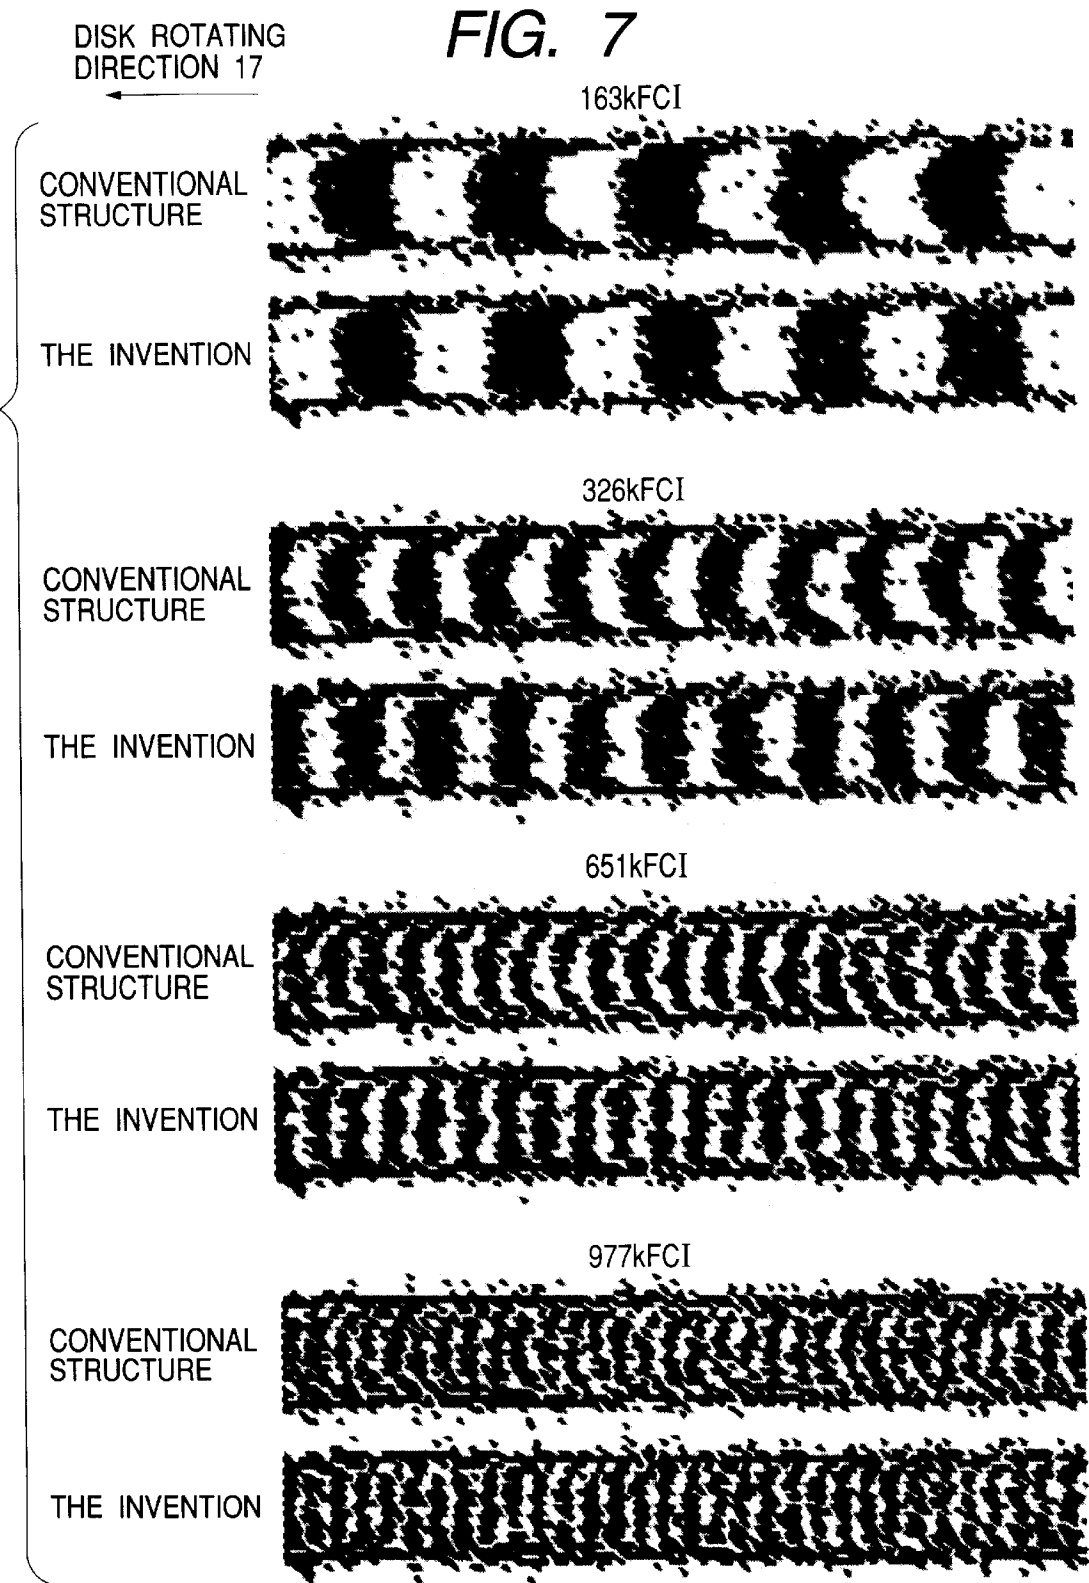 FIG. 7
DISK ROTATING
DIRECTION 17
163kFCI
CONVENTIONAL
STRUCTURE
THE INVENTION
326kFCI
CONVENTIONAL
STRUCTURE
THE INVENTION
651kFCI
CONVENTIONAL
STRUCTURE
THE INVENTION
977kFCI
CONVENTIONAL
STRUCTURE
THE INVENTION